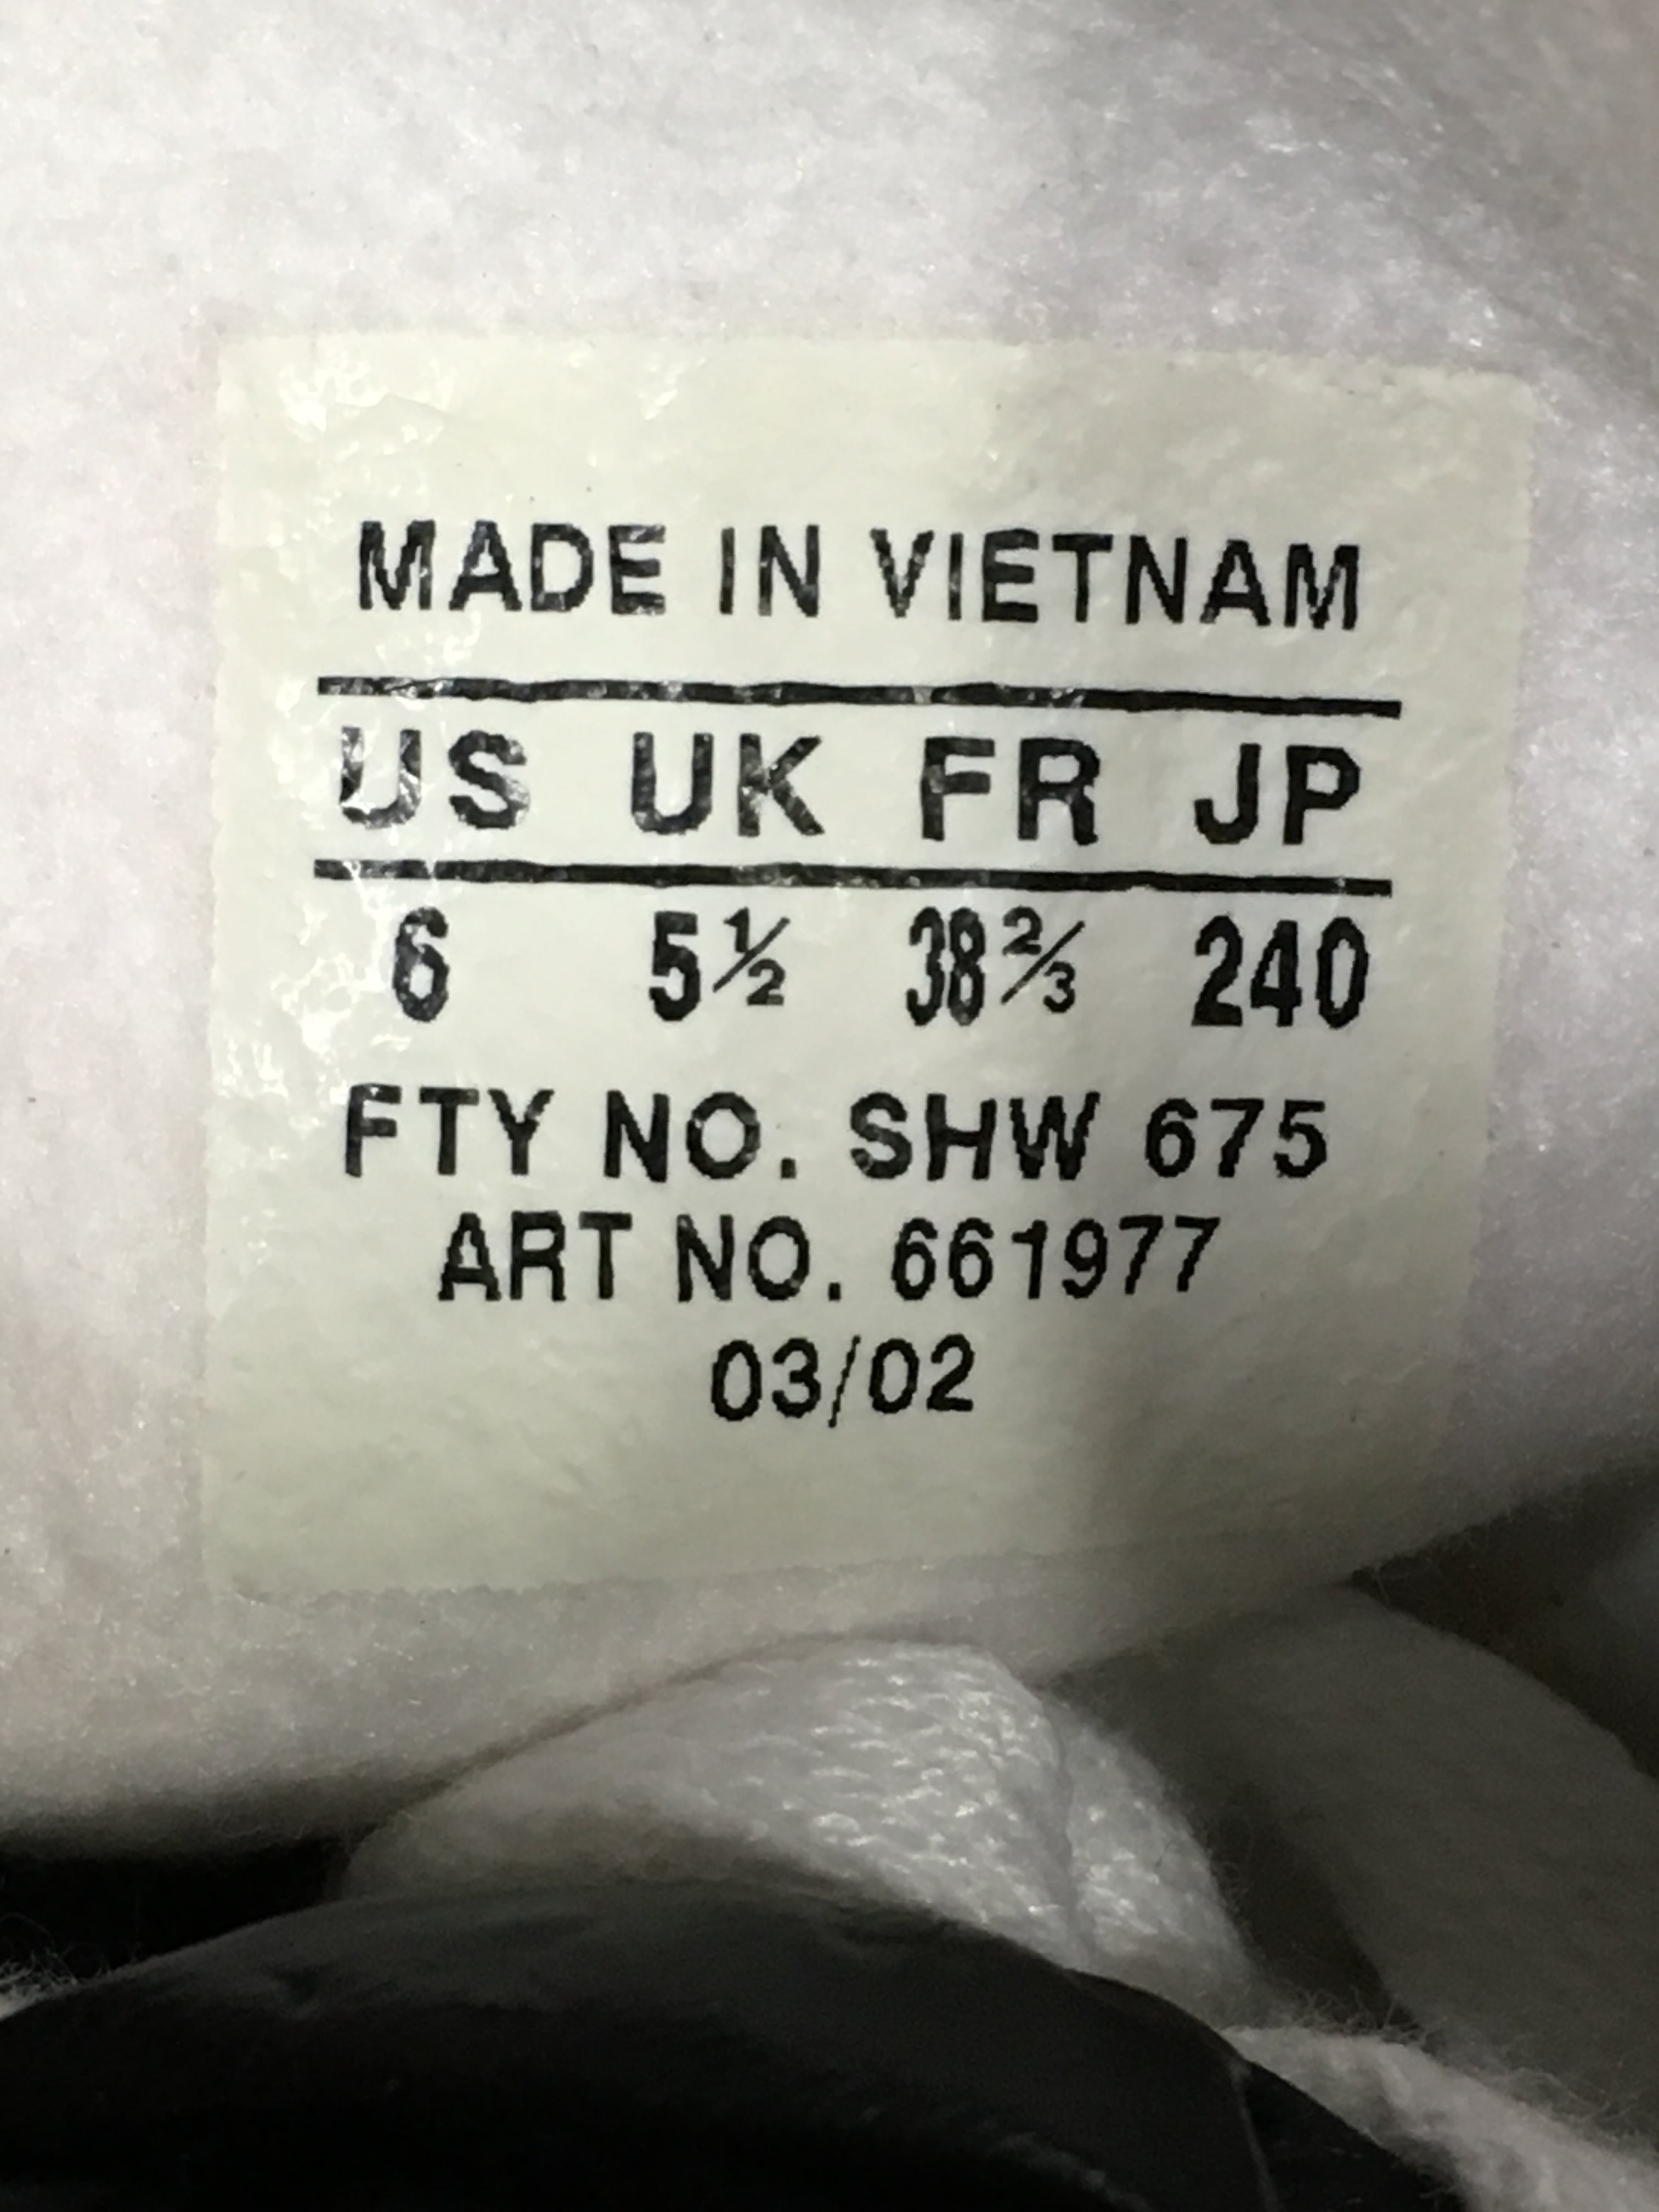 MADE IN VIETNAM
US UK FR JP
6 5½ 38⅔ 240
FTY NO. SHW 675
ART NO. 661977
03/02